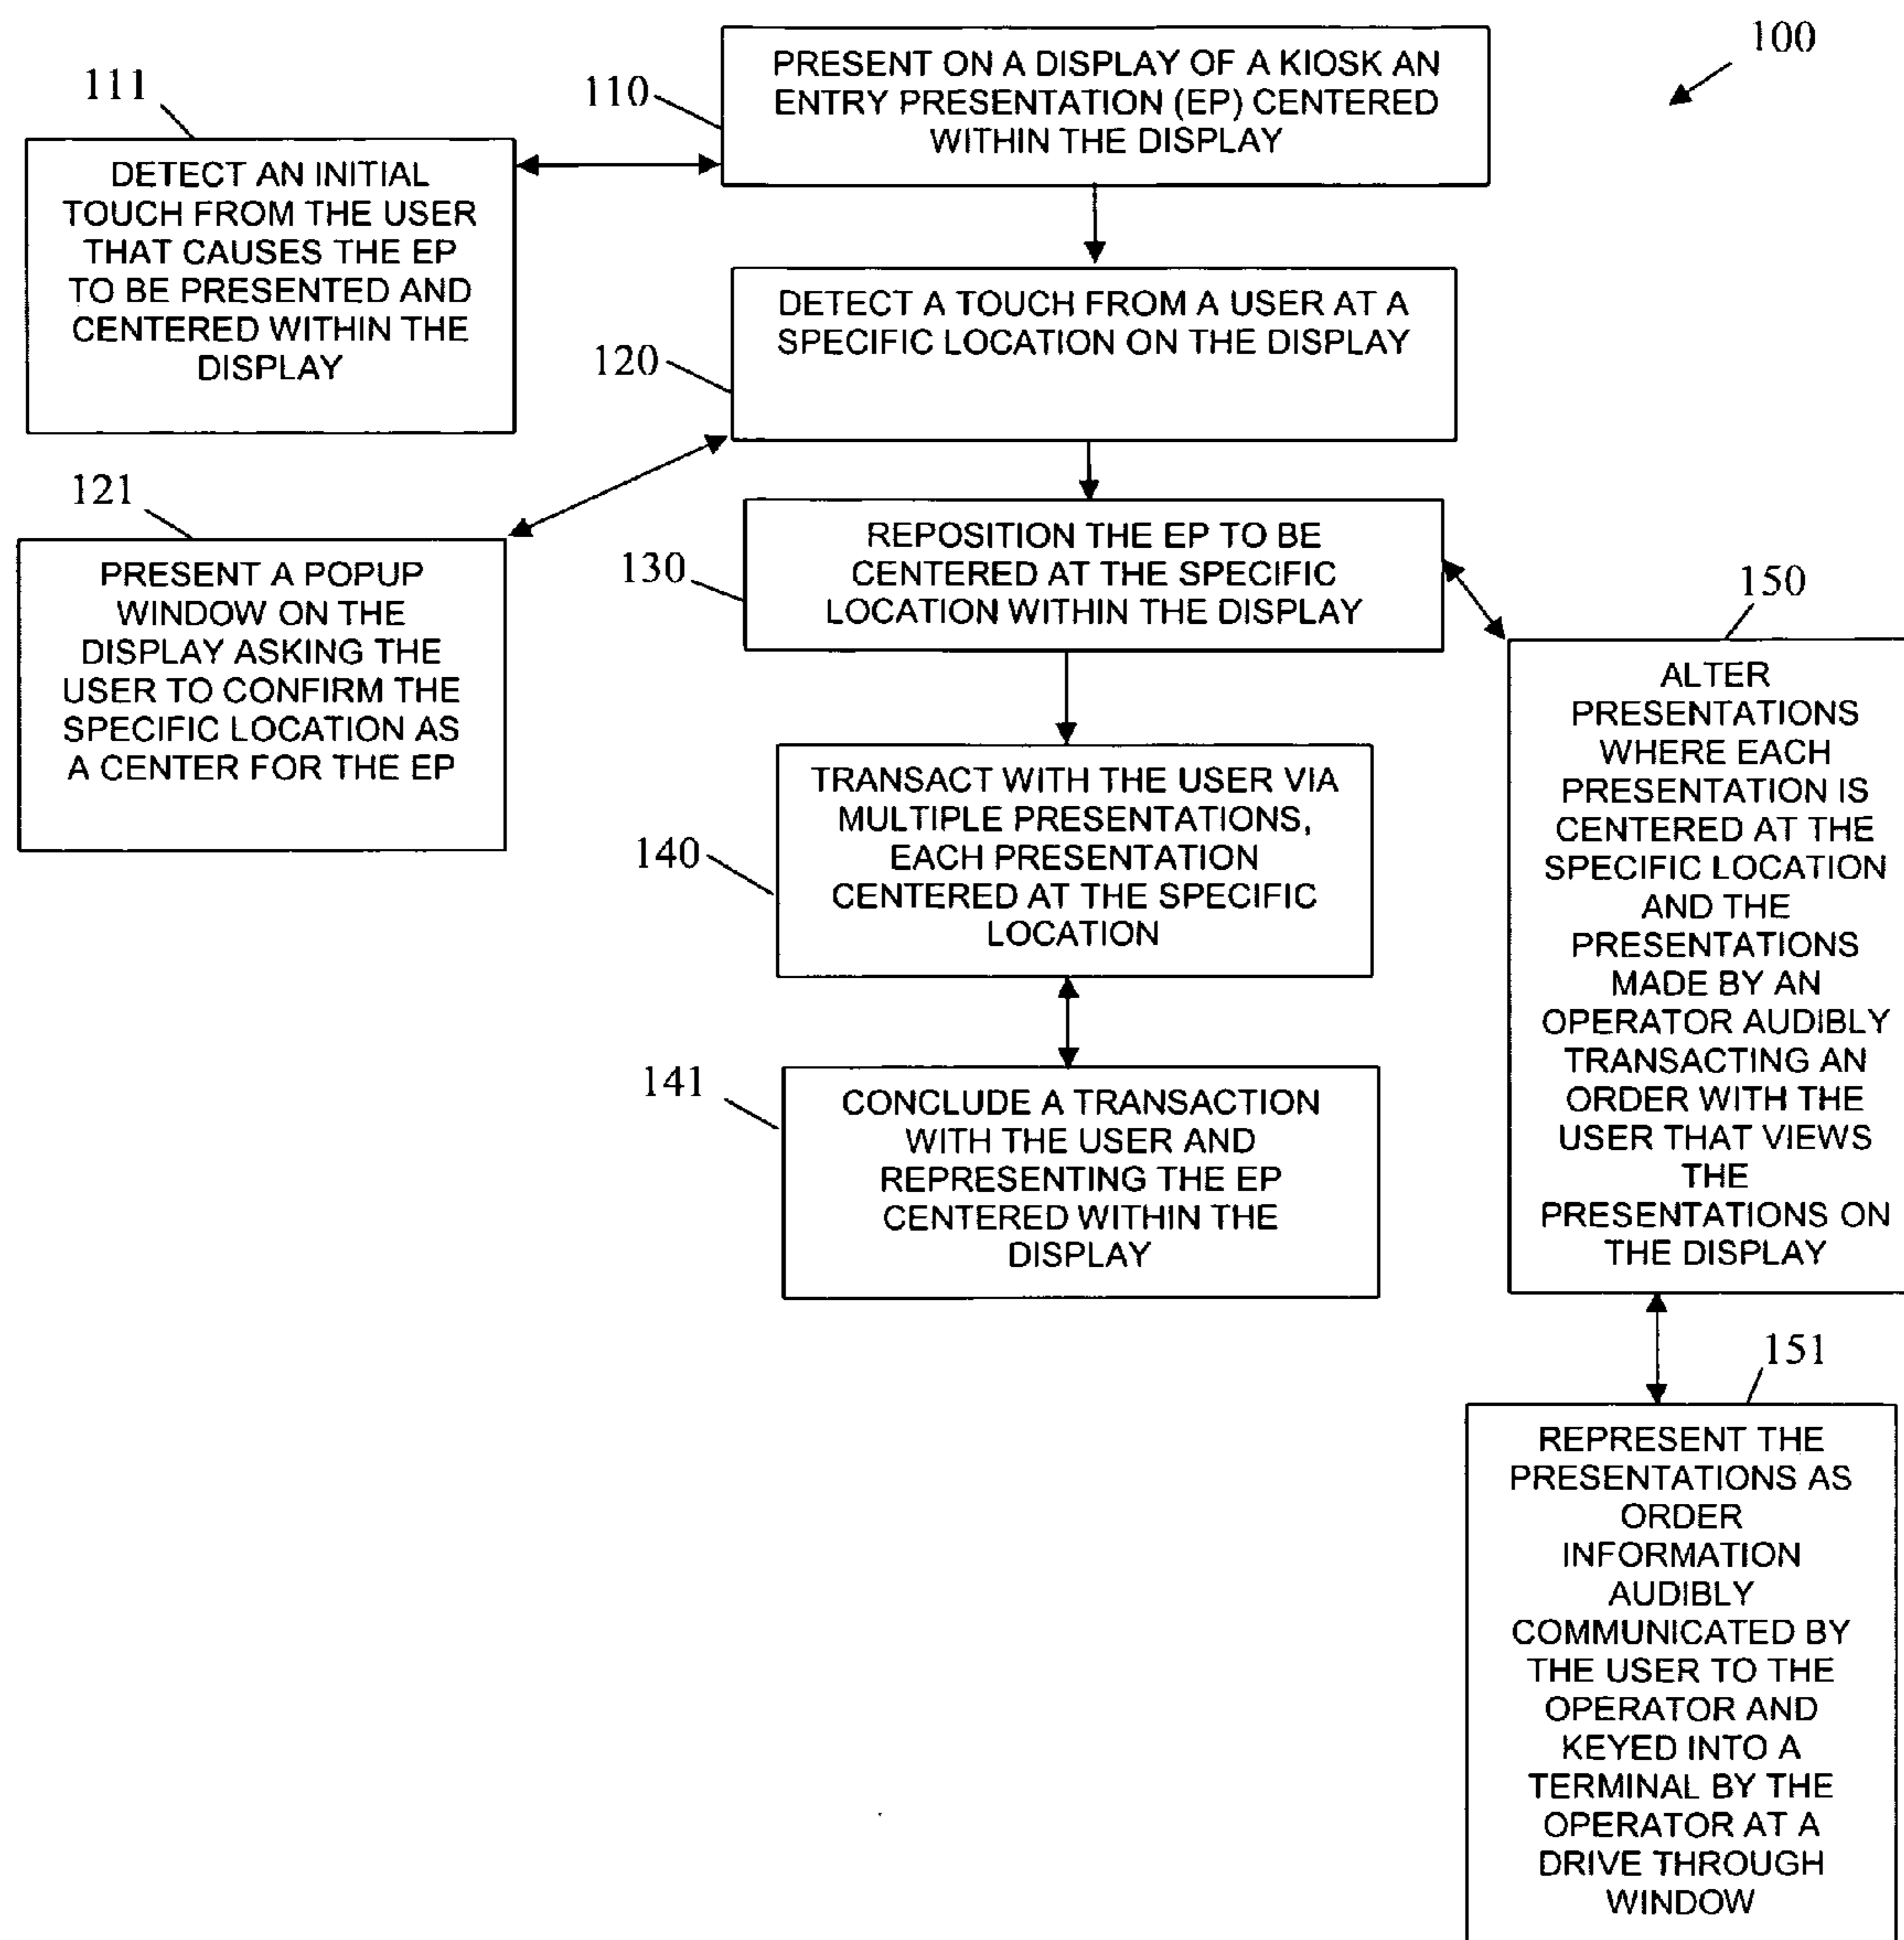 100
110
PRESENT ON A DISPLAY OF A KIOSK AN
ENTRY PRESENTATION (EP) CENTERED
WITHIN THE DISPLAY
111
DETECT AN INITIAL
TOUCH FROM THE USER
THAT CAUSES THE EP
TO BE PRESENTED AND
CENTERED WITHIN THE
DISPLAY
120
DETECT A TOUCH FROM A USER AT A
SPECIFIC LOCATION ON THE DISPLAY
121
PRESENT A POPUP
WINDOW ON THE
DISPLAY ASKING THE
USER TO CONFIRM THE
SPECIFIC LOCATION AS
A CENTER FOR THE EP
130
REPOSITION THE EP TO BE
CENTERED AT THE SPECIFIC
LOCATION WITHIN THE DISPLAY
140
TRANSACT WITH THE USER VIA
MULTIPLE PRESENTATIONS,
EACH PRESENTATION
CENTERED AT THE SPECIFIC
LOCATION
141
CONCLUDE A TRANSACTION
WITH THE USER AND
REPRESENTING THE EP
CENTERED WITHIN THE
DISPLAY
150
ALTER
PRESENTATIONS
WHERE EACH
PRESENTATION IS
CENTERED AT THE
SPECIFIC LOCATION
AND THE
PRESENTATIONS
MADE BY AN
OPERATOR AUDIBLY
TRANSACTING AN
ORDER WITH THE
USER THAT VIEWS
THE
PRESENTATIONS ON
THE DISPLAY
151
REPRESENT THE
PRESENTATIONS AS
ORDER
INFORMATION
AUDIBLY
COMMUNICATED BY
THE USER TO THE
OPERATOR AND
KEYED INTO A
TERMINAL BY THE
OPERATOR AT A
DRIVE THROUGH
WINDOW